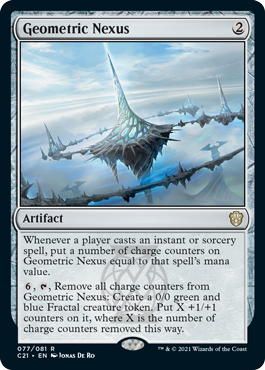 Geometric Nexus 2
Artifact
Whenever a player casts an instant or sorcery
spell, put a number of charge counters on
Geometric Nexus equal to that spell's mana
value.
6, , Remove all charge counters from
Geometric Nexus: Create a 0/0 green and
blue Fractal creature token. Put X +1/+1
counters on it, where X is the number
of counters removed this way.
077/081 R
C21 • EN Jonas De Ro
™ & © 2021 Wizards of the Coast